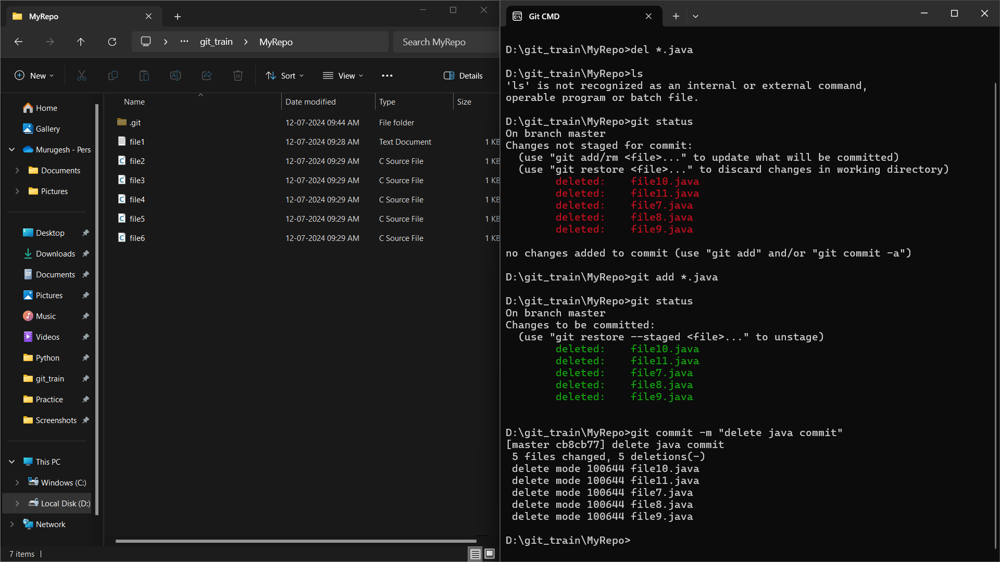 MyRepo
git_train > MyRepo
Search MyRepo
New
Sort
View
Details
Home
Gallery
Murugesh - Pers
Documents
Pictures
Desktop
Downloads
Documents
Pictures
Music
Videos
Python
git_train
Practice
Screenshots
This PC
Windows (C:)
Local Disk (D:)
Network
Name Date modified Type Size
.git 12-07-2024 09:44 AM File folder
file1 12-07-2024 09:28 AM Text Document 1 KB
file2 12-07-2024 09:29 AM C Source File 1 KB
file3 12-07-2024 09:29 AM C Source File 1 KB
file4 12-07-2024 09:29 AM C Source File 1 KB
file5 12-07-2024 09:29 AM C Source File 1 KB
file6 12-07-2024 09:29 AM C Source File 1 KB
7 items
Git CMD
D:\git_train\MyRepo>del *.java
D:\git_train\MyRepo>ls
'ls' is not recognized as an internal or external command,
operable program or batch file.
D:\git_train\MyRepo>git status
On branch master
Changes not staged for commit:
(use "git add/rm <file>..." to update what will be committed)
(use "git restore <file>..." to discard changes in working directory)
deleted: file10.java
deleted: file11.java
deleted: file7.java
deleted: file8.java
deleted: file9.java
no changes added to commit (use "git add" and/or "git commit -a")
D:\git_train\MyRepo>git add *.java
D:\git_train\MyRepo>git status
On branch master
Changes to be committed:
(use "git restore --staged <file>..." to unstage)
deleted: file10.java
deleted: file11.java
deleted: file7.java
deleted: file8.java
deleted: file9.java
D:\git_train\MyRepo>git commit -m "delete java commit"
[master cb8cb77] delete java commit
5 files changed, 5 deletions(-)
delete mode 100644 file10.java
delete mode 100644 file11.java
delete mode 100644 file7.java
delete mode 100644 file8.java
delete mode 100644 file9.java
D:\git_train\MyRepo>